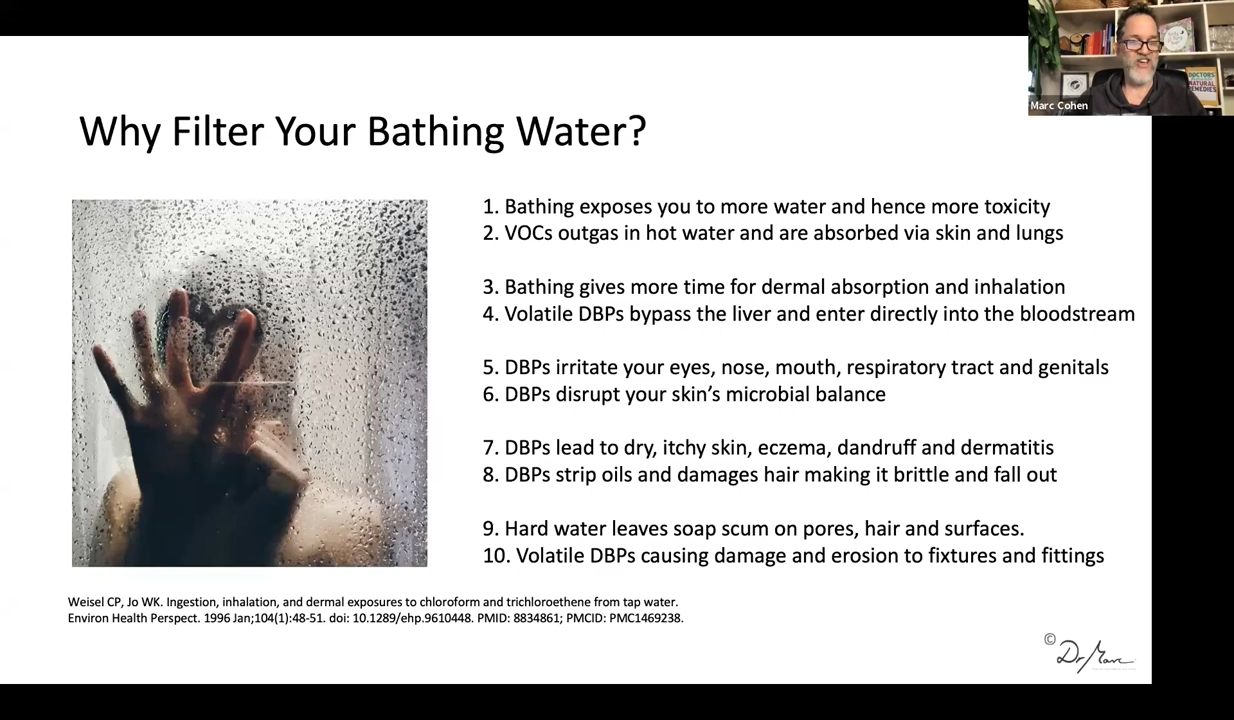 Why Filter Your Bathing Water?
1. Bathing exposes you to more water and hence more toxicity
2. VOCs outgas in hot water and are absorbed via skin and lungs
3. Bathing gives more time for dermal absorption and inhalation
4. Volatile DBPs bypass the liver and enter directly into the bloodstream
5. DBPs irritate your eyes, nose, mouth, respiratory tract and genitals
6. DBPs disrupt your skin’s microbial balance
7. DBPs lead to dry, itchy skin, eczema, dandruff and dermatitis
8. DBPs strip oils and damages hair making it brittle and fall out
9. Hard water leaves soap scum on pores, hair and surfaces.
10. Volatile DBPs causing damage and erosion to fixtures and fittings
Weisel CP, Jo WK. Ingestion, inhalation, and dermal exposures to chloroform and trichloroethene from tap water.
Environ Health Perspect. 1996 Jan;104(1):48-51. doi: 10.1289/ehp.9610448. PMID: 8834861; PMCID: PMC1469238.
© Dr Marc
Marc Cohen
DOCTORS
NATURAL
REMEDIES